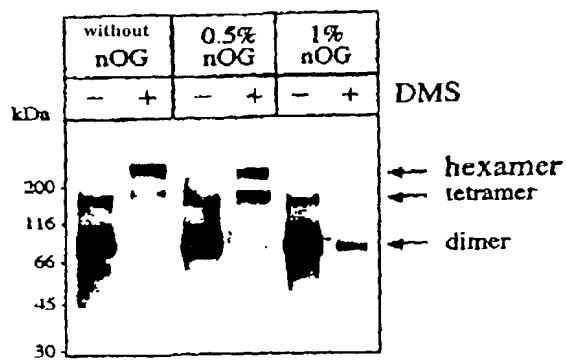 without 0.5% 1%
nOG nOG nOG
− + − + − + DMS
kDa
hexamer
200
tetramer
116
dimer
66
45
30